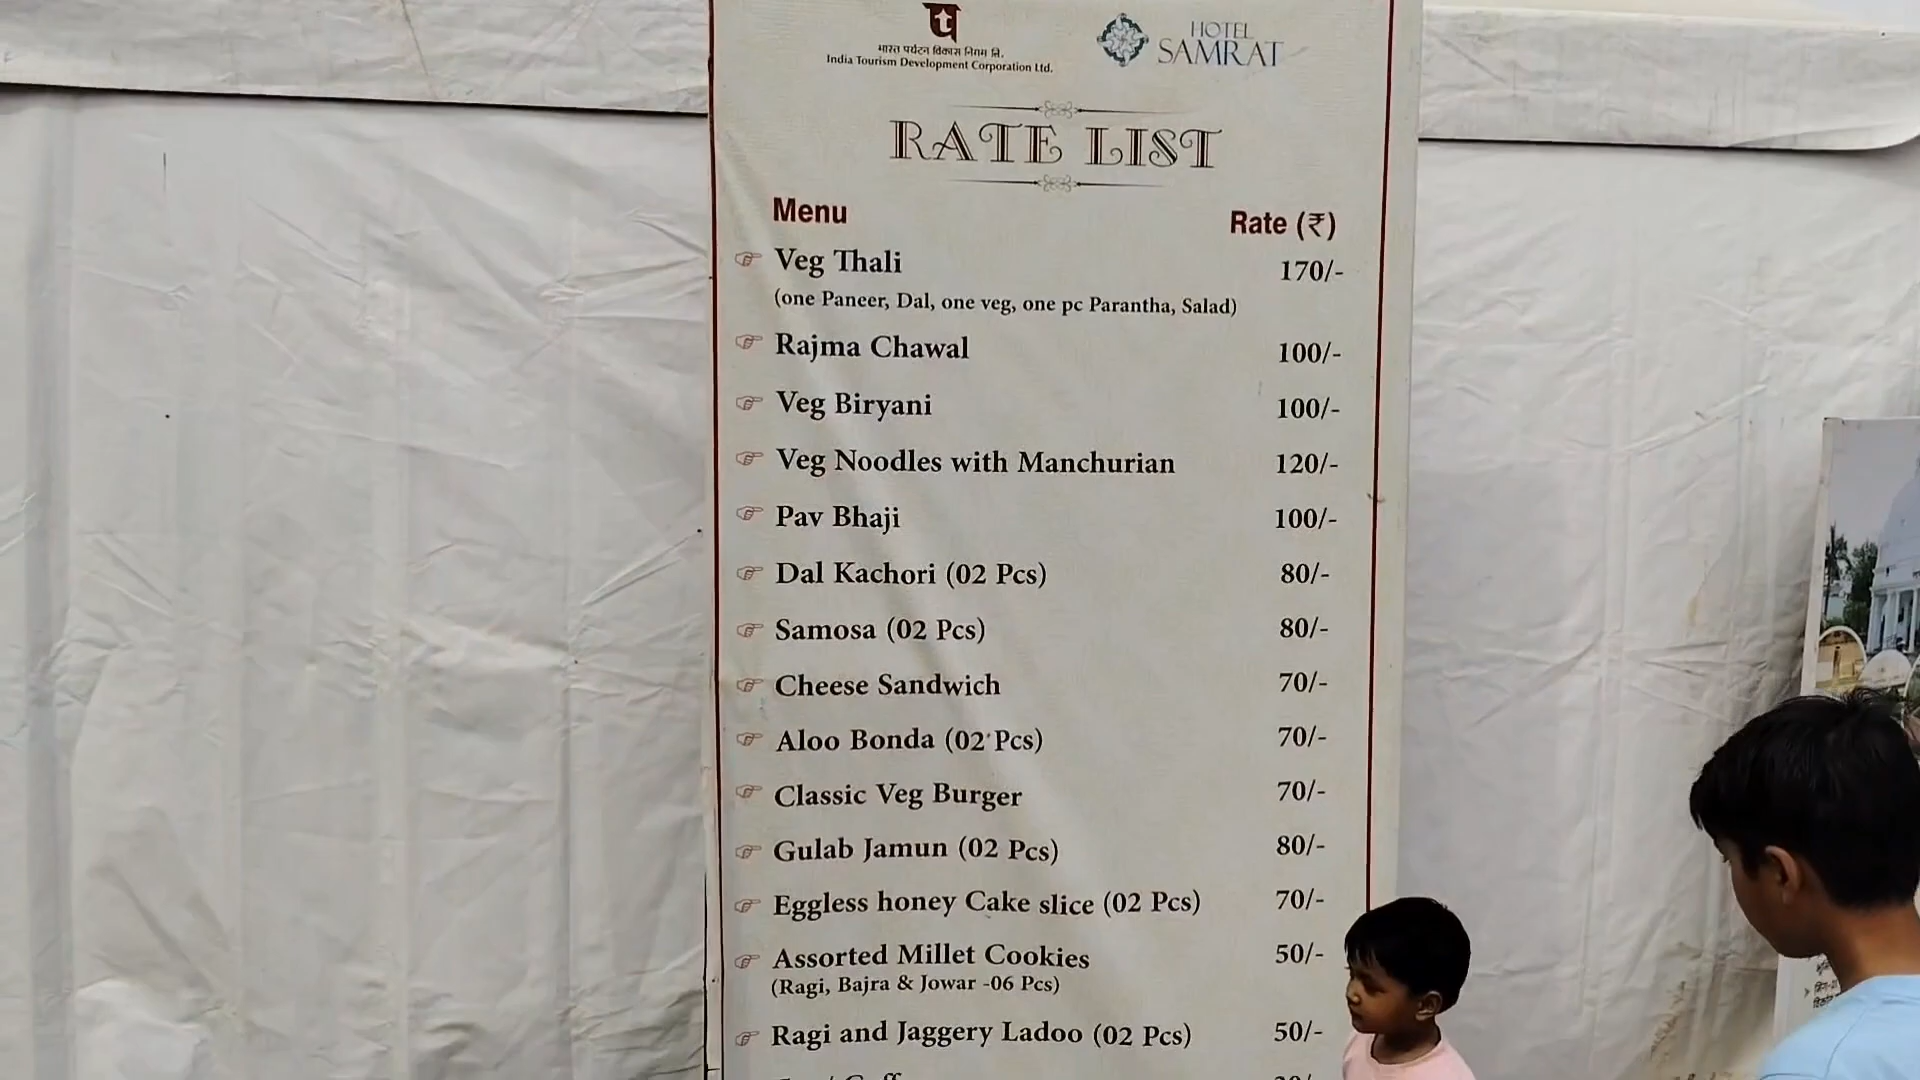 भारत पर्यटन विकास निगम लि.
India Tourism Development Corporation Ltd.
HOTEL
SAMRAT
RATE LIST
Menu Rate (₹)
Veg Thali 170/-
(one Paneer, Dal, one veg, one pc Parantha, Salad)
Rajma Chawal 100/-
Veg Biryani 100/-
Veg Noodles with Manchurian 120/-
Pav Bhaji 100/-
Dal Kachori (02 Pcs) 80/-
Samosa (02 Pcs) 80/-
Cheese Sandwich 70/-
Aloo Bonda (02 Pcs) 70/-
Classic Veg Burger 70/-
Gulab Jamun (02 Pcs) 80/-
Eggless honey Cake slice (02 Pcs) 70/-
Assorted Millet Cookies 50/-
(Ragi, Bajra & Jowar -06 Pcs)
Ragi and Jaggery Ladoo (02 Pcs) 50/-